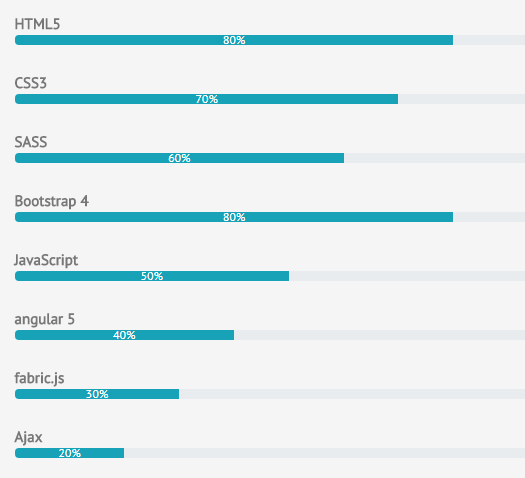 HTML5
80%
CSS3
70%
SASS
60%
Bootstrap 4
80%
JavaScript
50%
angular 5
40%
fabric.js
30%
Ajax
20%